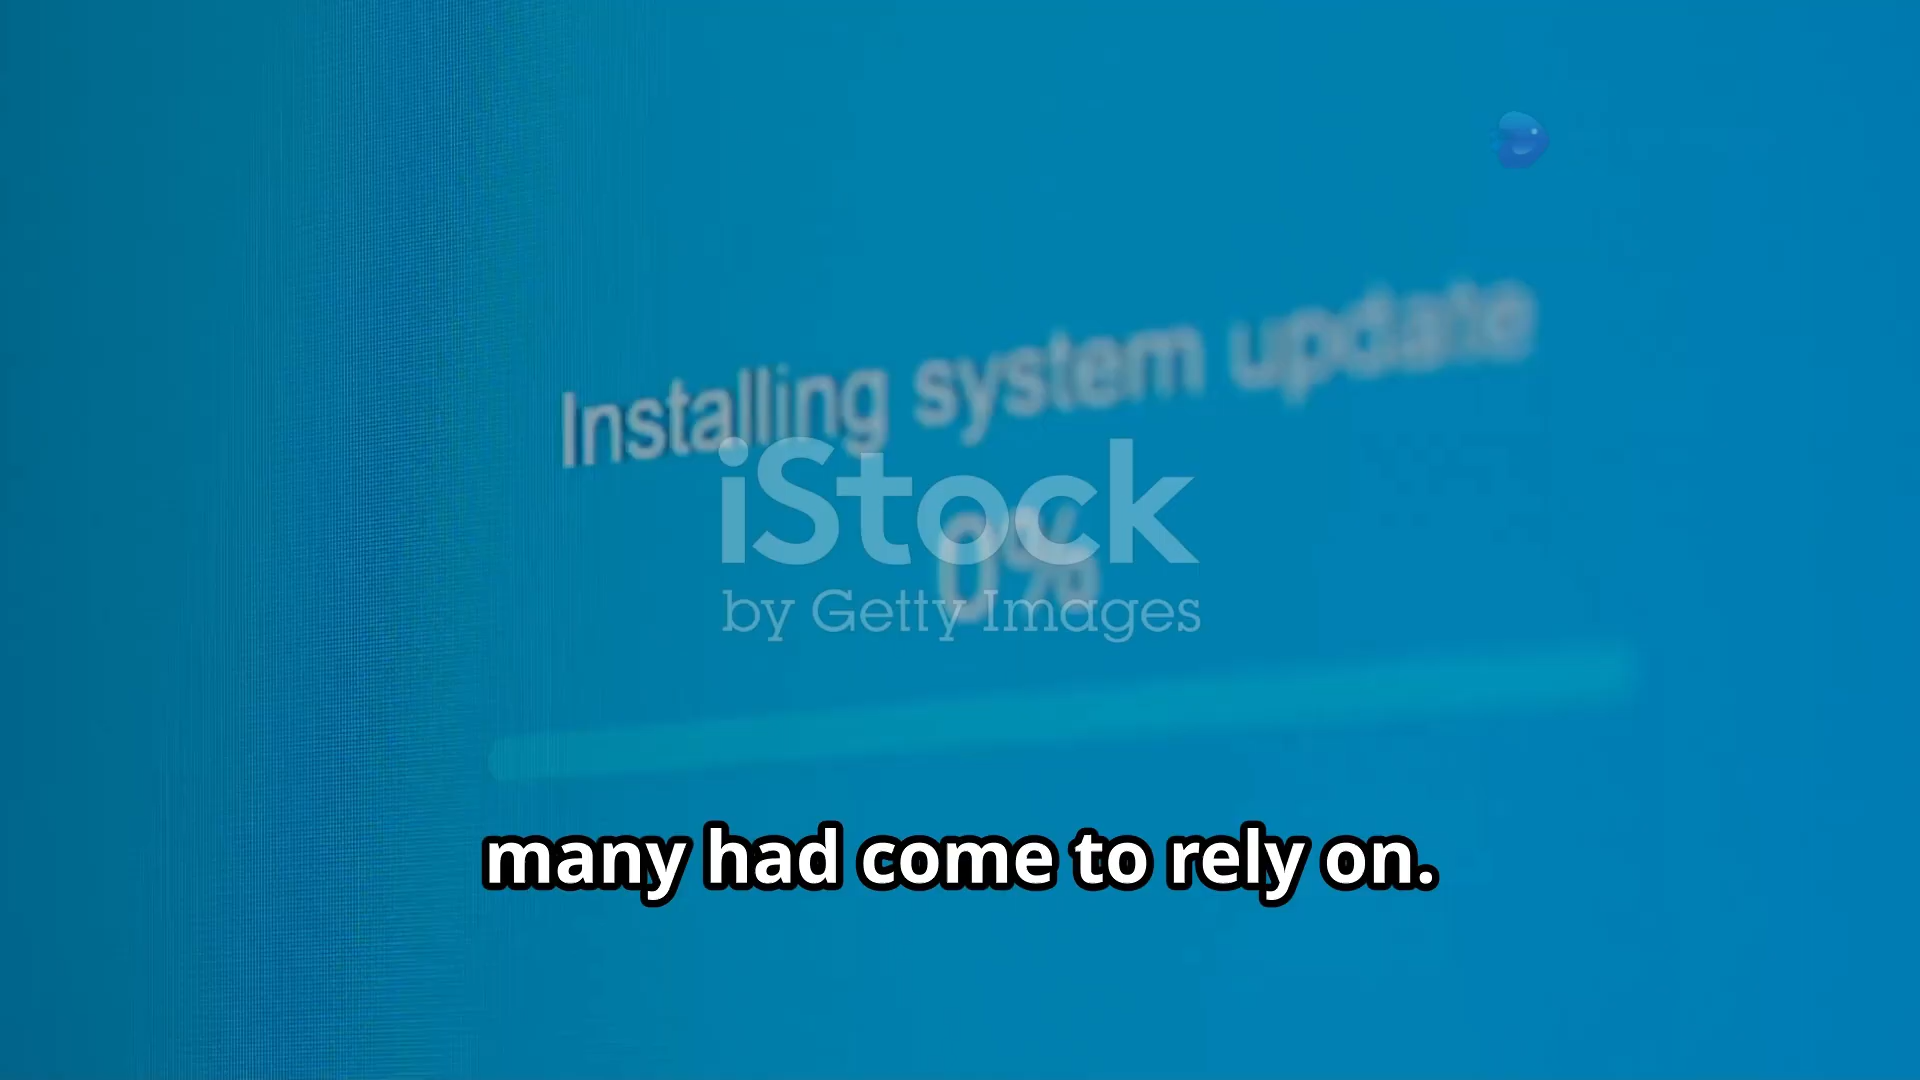 Installing system update
iStock
0%
by Getty Images
many had come to rely on.